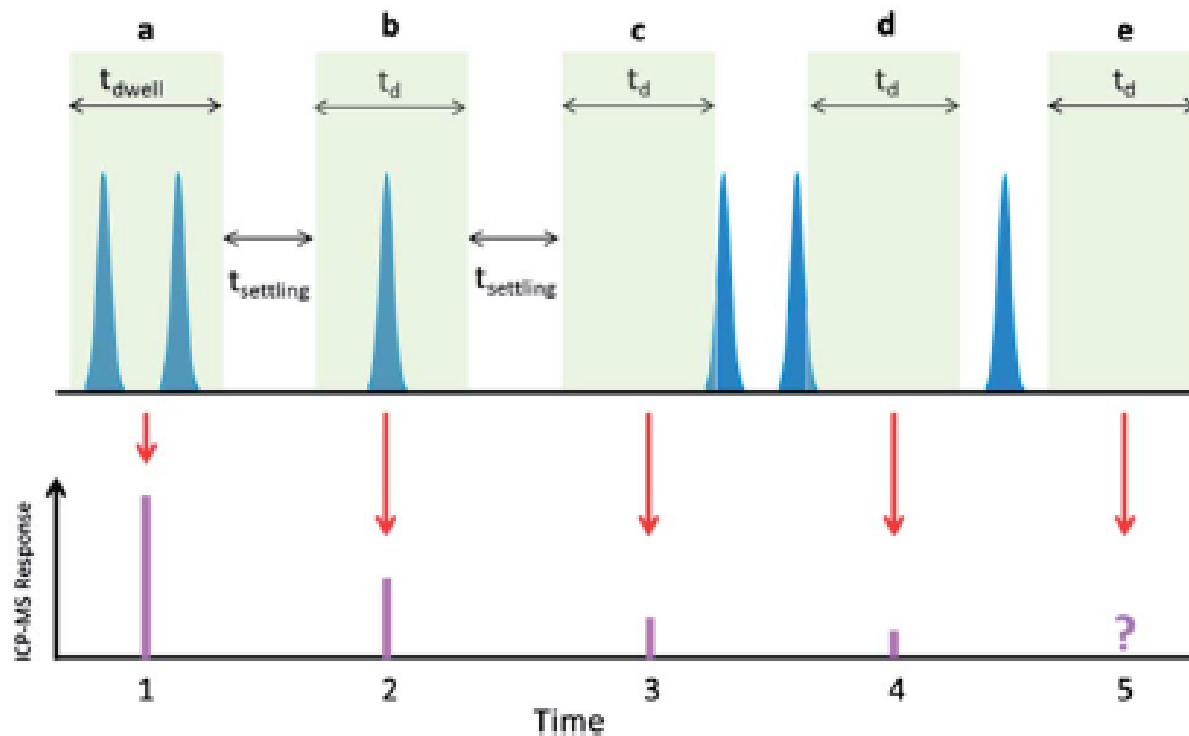 a b c d e
tdwell td td td td
tsettling tsettling
ICP-MS Response
?
1 2 3 4 5
Time